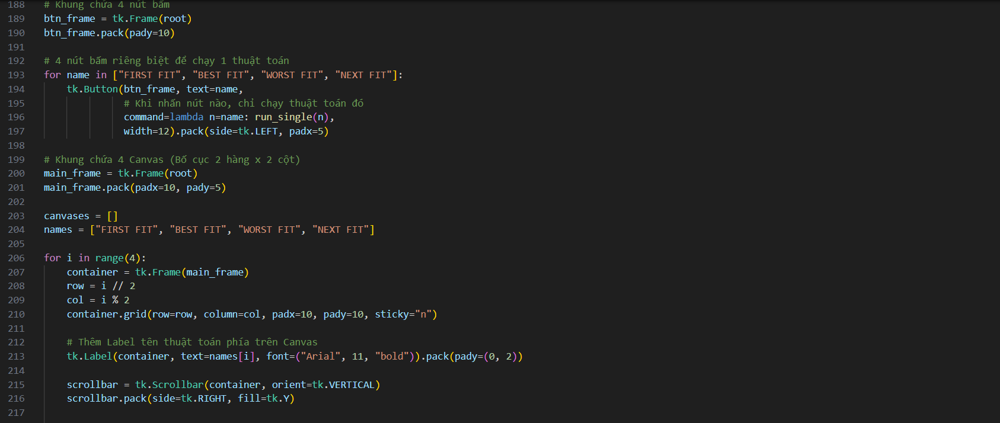 188 # Khung chứa 4 nút bấm
189 btn_frame = tk.Frame(root)
190 btn_frame.pack(pady=10)
191
192 # 4 nút bấm riêng biệt để chạy 1 thuật toán
193 for name in ["FIRST FIT", "BEST FIT", "WORST FIT", "NEXT FIT"]:
194     tk.Button(btn_frame, text=name,
195               # Khi nhấn nút nào, chỉ chạy thuật toán đó
196               command=lambda n=name: run_single(n),
197               width=12).pack(side=tk.LEFT, padx=5)
198
199 # Khung chứa 4 Canvas (Bố cục 2 hàng x 2 cột)
200 main_frame = tk.Frame(root)
201 main_frame.pack(padx=10, pady=5)
202
203 canvases = []
204 names = ["FIRST FIT", "BEST FIT", "WORST FIT", "NEXT FIT"]
205
206 for i in range(4):
207     container = tk.Frame(main_frame)
208     row = i // 2
209     col = i % 2
210     container.grid(row=row, column=col, padx=10, pady=10, sticky="n")
211
212     # Thêm Label tên thuật toán phía trên Canvas
213     tk.Label(container, text=names[i], font=("Arial", 11, "bold")).pack(pady=(0, 2))
214
215     scrollbar = tk.Scrollbar(container, orient=tk.VERTICAL)
216     scrollbar.pack(side=tk.RIGHT, fill=tk.Y)
217